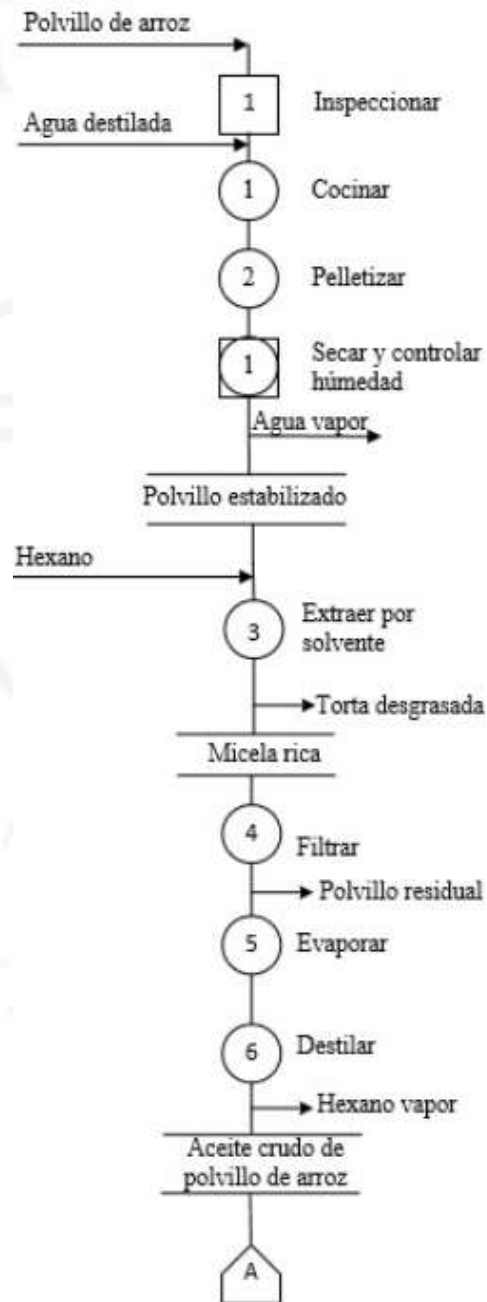 Polvillo de arroz
1
Inspeccionar
Agua destilada
1
Cocinar
2
Pelletizar
1
Secar y controlar
húmedad
Agua vapor
Polvillo estabilizado
Hexano
3
Extraer por
solvente
Torta desgrasada
Micela rica
4
Filtrar
Polvillo residual
5
Evaporar
6
Destilar
Hexano vapor
Aceite crudo de
polvillo de arroz
A